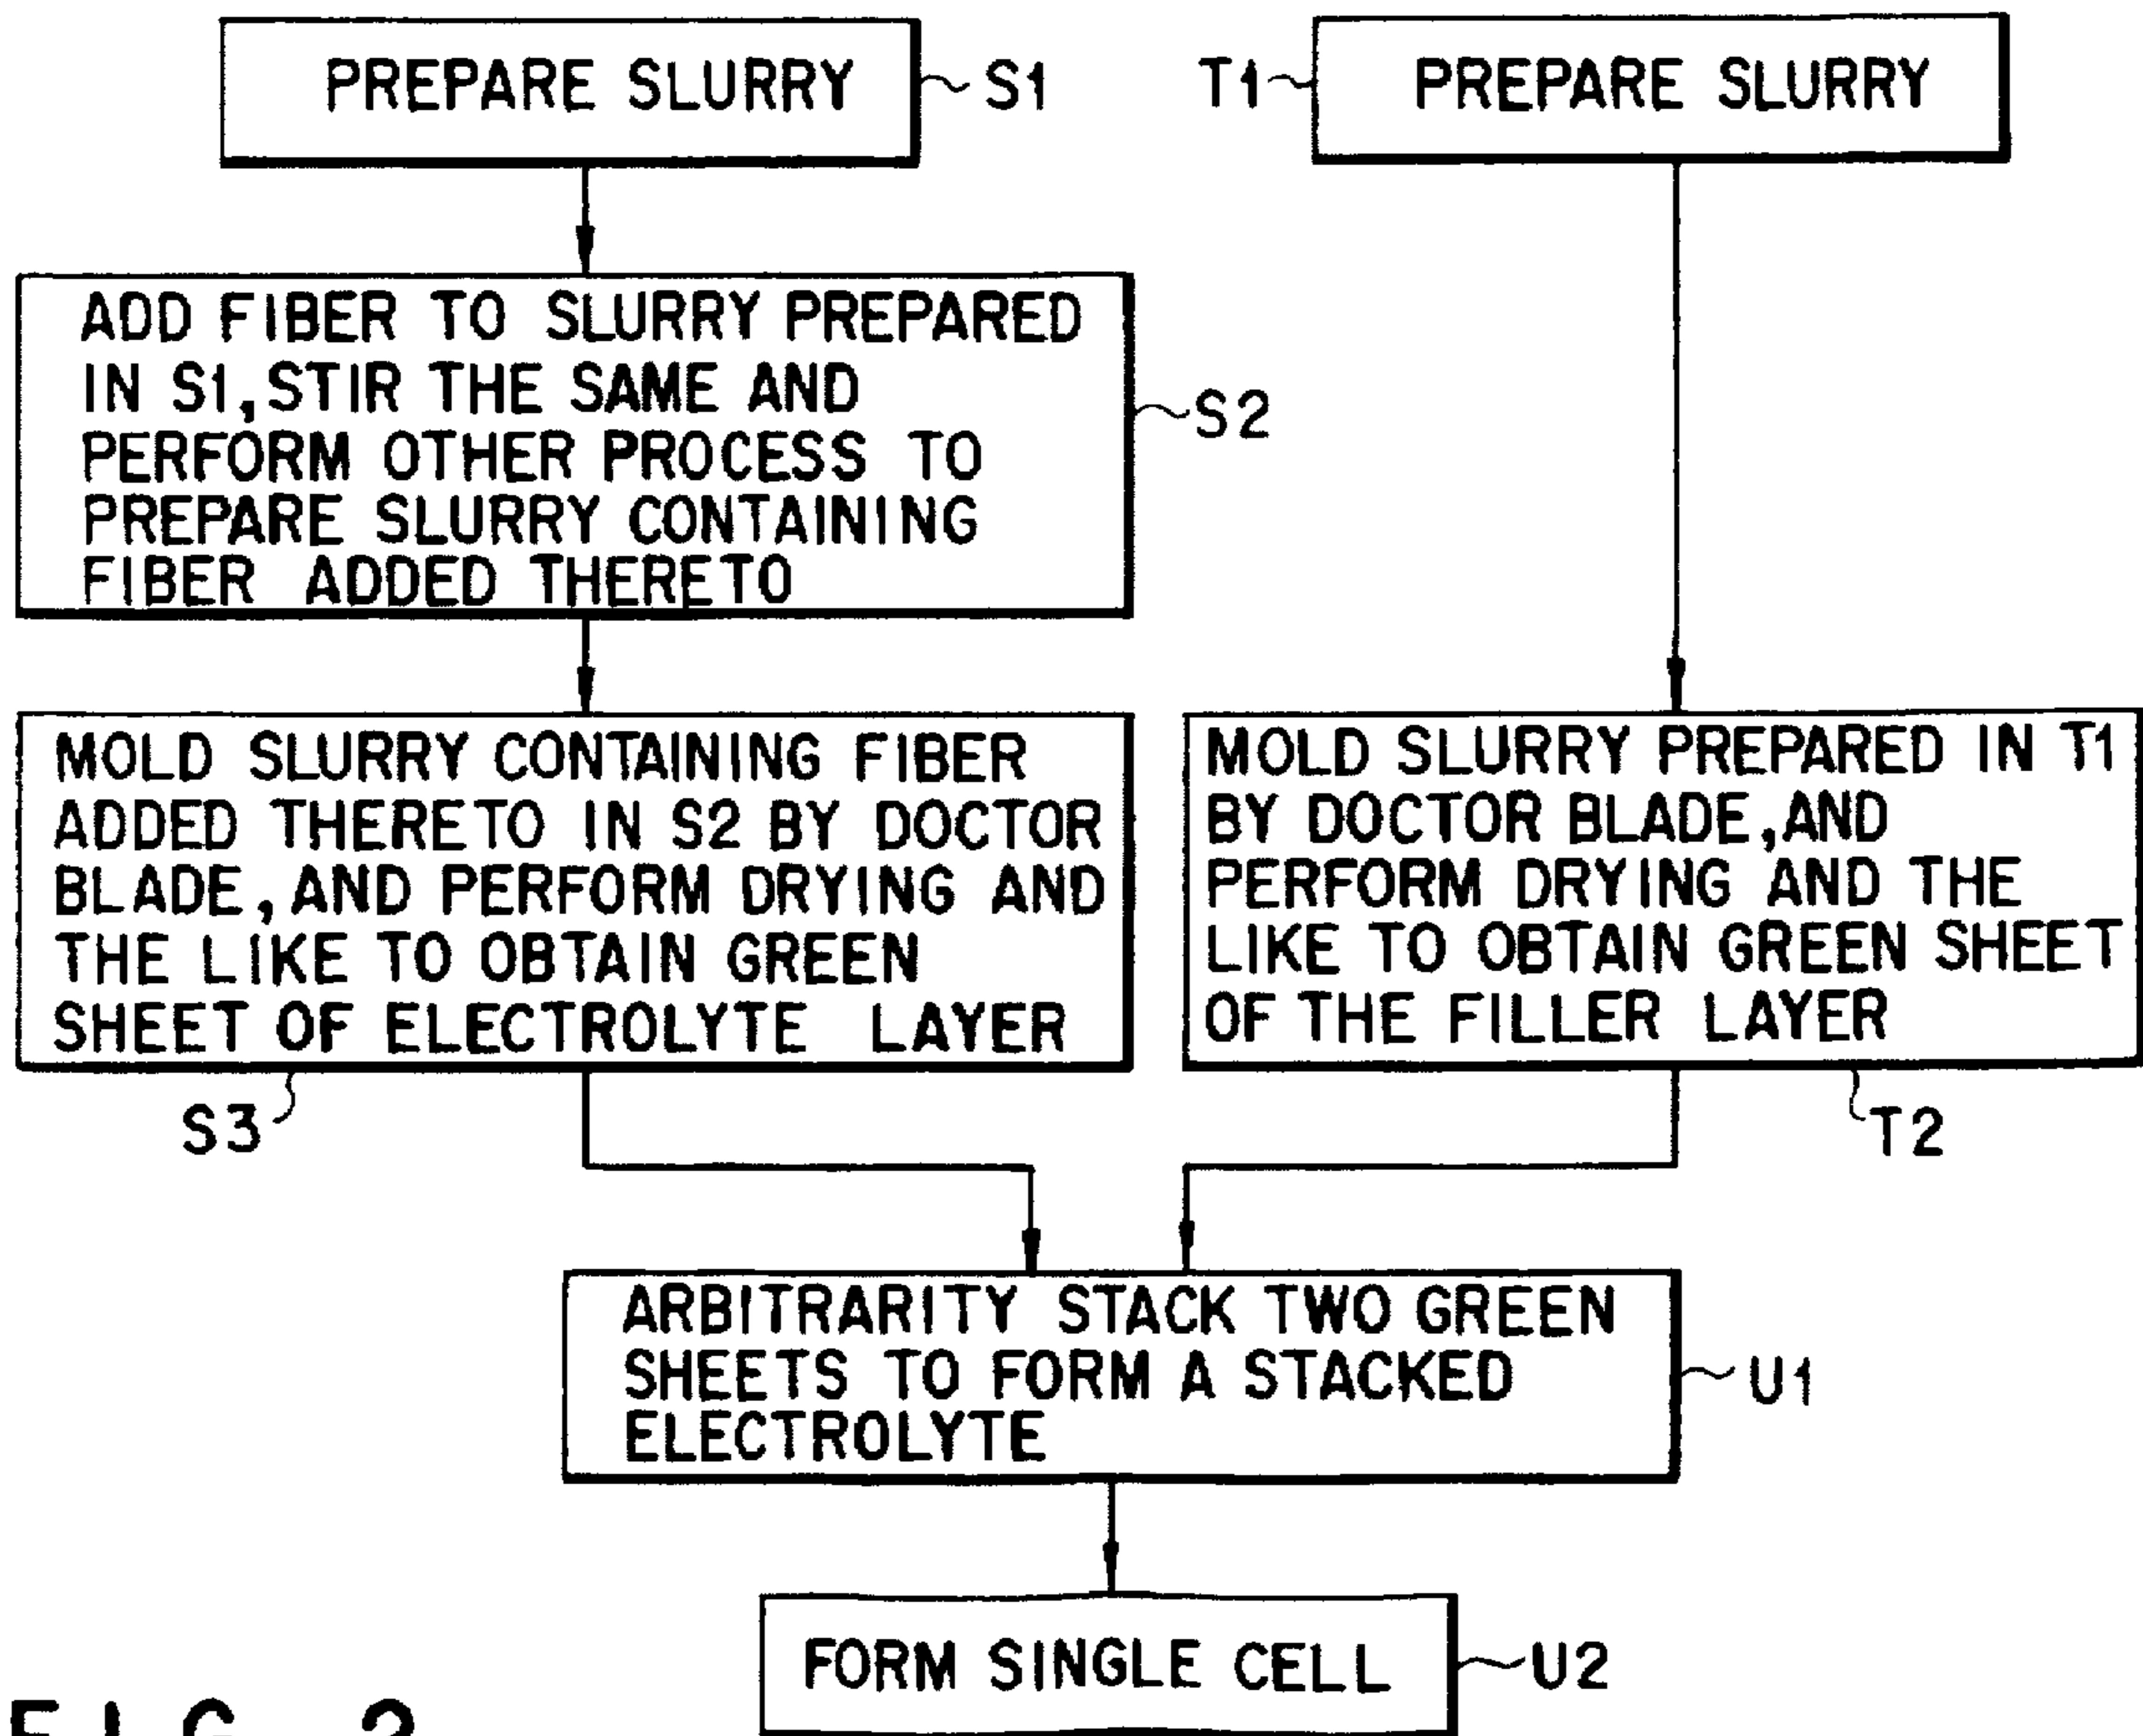 PREPARE SLURRY
S1
T1
PREPARE SLURRY
ADD FIBER TO SLURRY PREPARED
IN S1, STIR THE SAME AND
PERFORM OTHER PROCESS TO
PREPARE SLURRY CONTAINING
FIBER ADDED THERETO
S2
MOLD SLURRY CONTAINING FIBER
ADDED THERETO IN S2 BY DOCTOR
BLADE, AND PERFORM DRYING AND
THE LIKE TO OBTAIN GREEN
SHEET OF ELECTROLYTE LAYER
S3
MOLD SLURRY PREPARED IN T1
BY DOCTOR BLADE, AND
PERFORM DRYING AND THE
LIKE TO OBTAIN GREEN SHEET
OF THE FILLER LAYER
T2
ARBITRARITY STACK TWO GREEN
SHEETS TO FORM A STACKED
ELECTROLYTE
U1
FORM SINGLE CELL
U2
FIG.